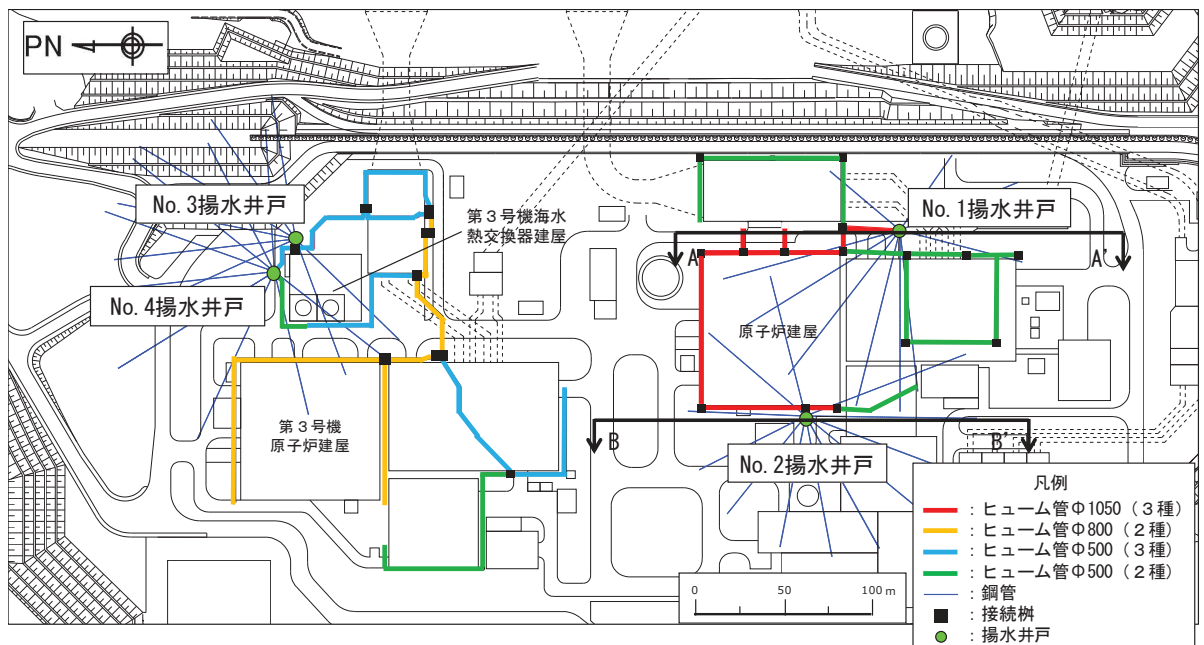 PN
No.3揚水井戸
第3号機海水
熱交換器建屋
No.1揚水井戸
A
A'
No.4揚水井戸
原子炉建屋
第3号機
原子炉建屋
B
B'
No.2揚水井戸
凡例
：ヒューム管Φ1050（3種）
：ヒューム管Φ800（2種）
：ヒューム管Φ500（3種）
：ヒューム管Φ500（2種）
：鋼管
：接続桝
：揚水井戸
0 50 100m